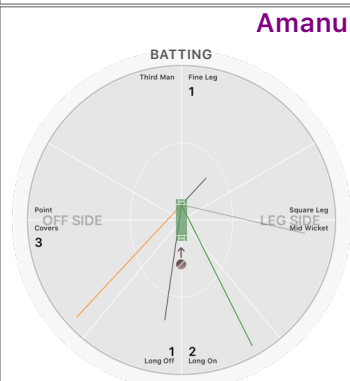 Amanu
BATTING
Third Man Fine Leg
1
Point Square Leg
OFF SIDE LEG SIDE
Covers Mid Wicket
3
1 2
Long Off Long On